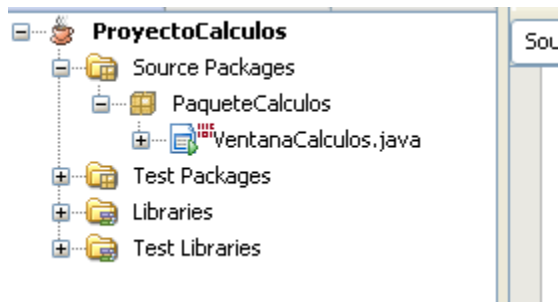 ProyectoCalculos
Sou
Source Packages
PaqueteCalculos
VentanaCalculos.java
Test Packages
Libraries
Test Libraries